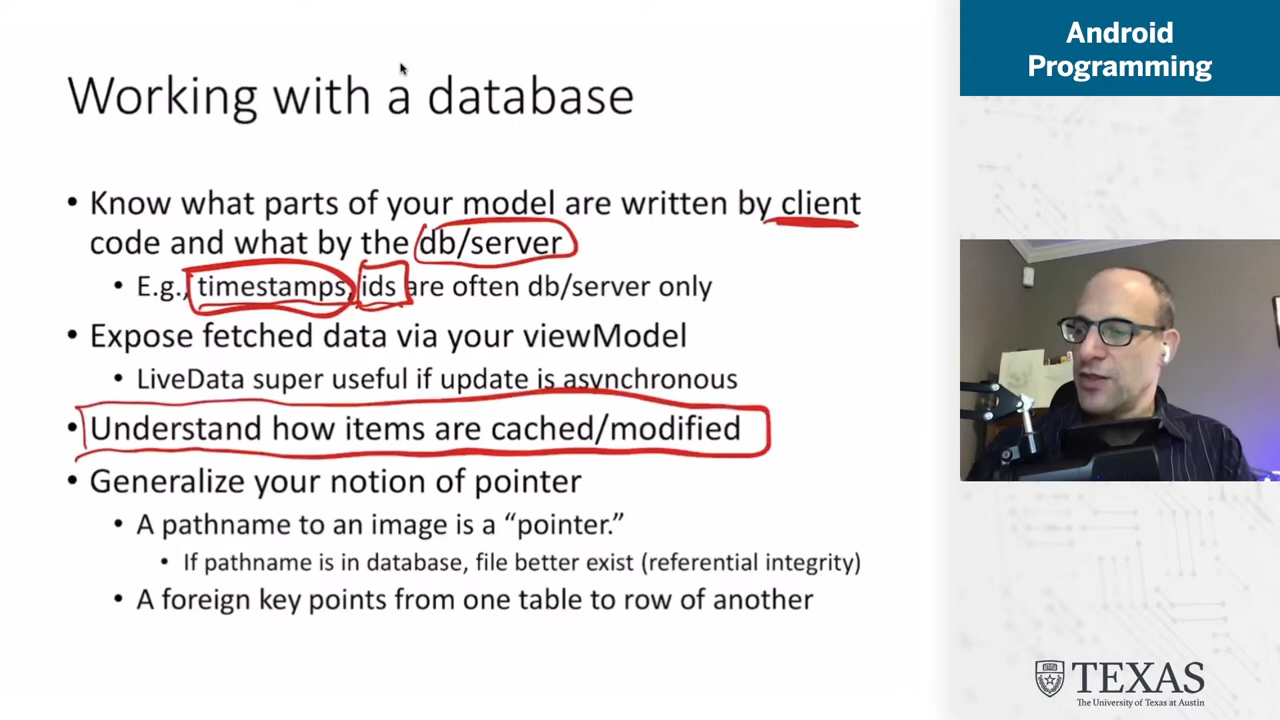 Working with a database
• Know what parts of your model are written by client
code and what by the db/server
• E.g., timestamps, ids are often db/server only
• Expose fetched data via your viewModel
• LiveData super useful if update is asynchronous
• Understand how items are cached/modified
• Generalize your notion of pointer
• A pathname to an image is a “pointer.”
• If pathname is in database, file better exist (referential integrity)
• A foreign key points from one table to row of another
Android
Programming
TEXAS
The University of Texas at Austin